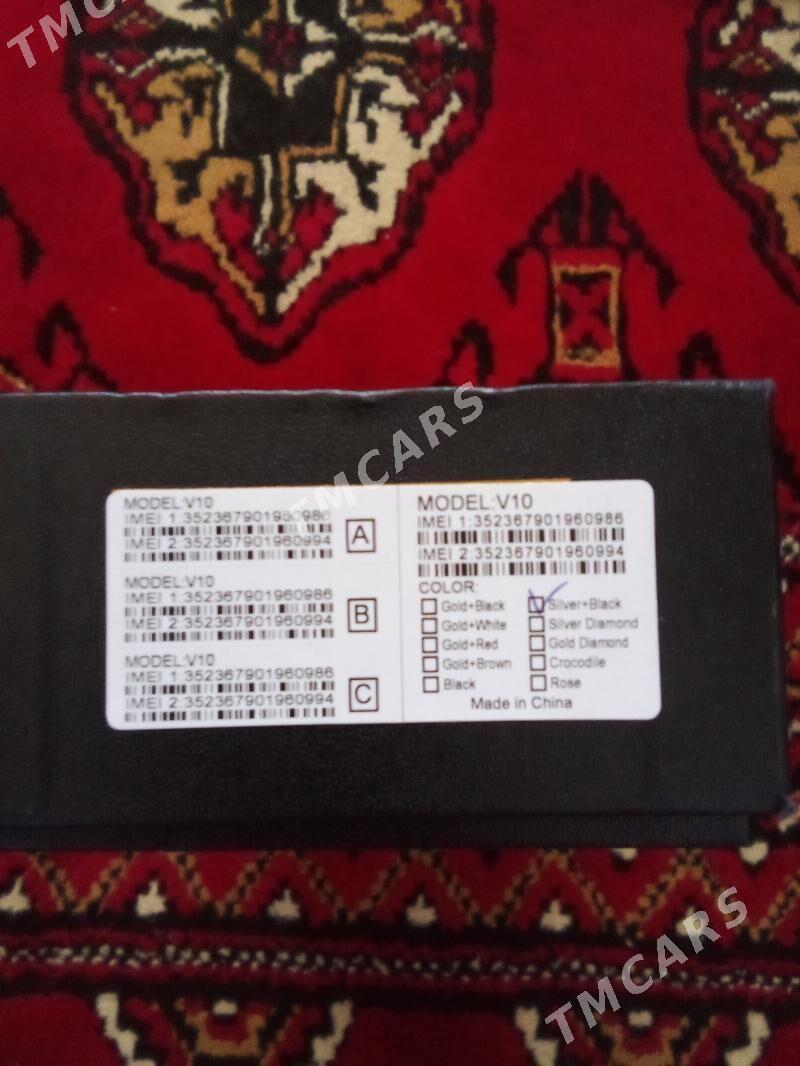 TMCARS
MODEL:V10
IMEI 1:352367901960986
IMEI 2:352367901960994
A
MODEL:V10
IMEI 1:352367901960986
IMEI 2:352367901960994
B
MODEL:V10
IMEI 1:352367901960986
IMEI 2:352367901960994
C
MODEL:V10
IMEI 1:352367901960986
IMEI 2:352367901960994
COLOR:
Gold+Black Silver+Black
Gold+White Silver Diamond
Gold+Red Gold Diamond
Gold+Brown Crocodile
Black Rose
Made in China
TMCARS
TMCARS